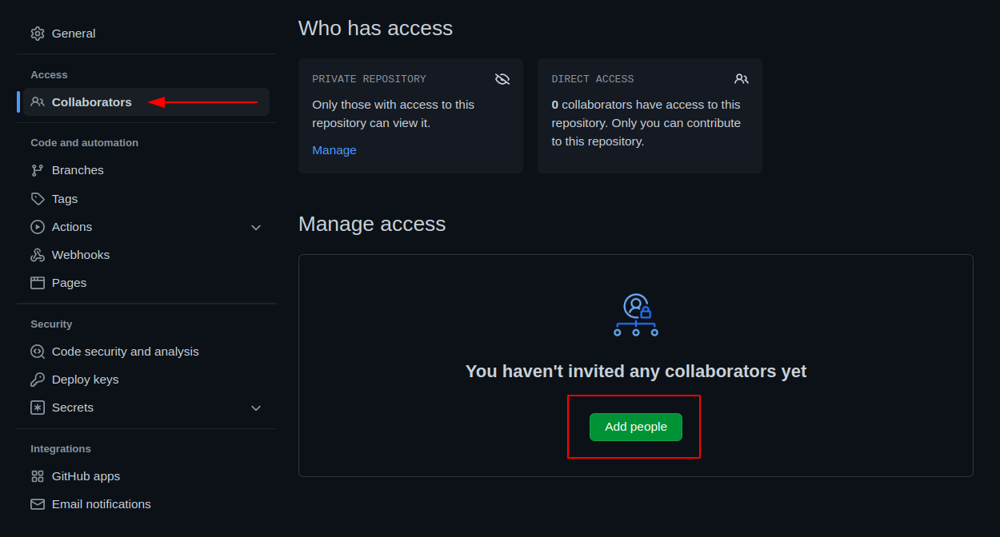 General
Access
Collaborators
Code and automation
Branches
Tags
Actions
Webhooks
Pages
Security
Code security and analysis
Deploy keys
Secrets
Integrations
GitHub apps
Email notifications
Who has access
PRIVATE REPOSITORY
Only those with access to this
repository can view it.
Manage
DIRECT ACCESS
0 collaborators have access to this
repository. Only you can contribute
to this repository.
Manage access
You haven't invited any collaborators yet
Add people